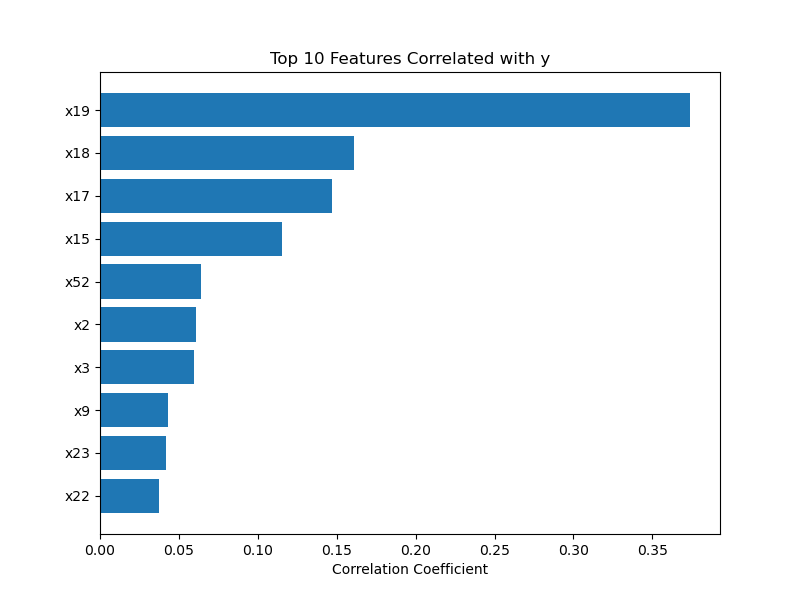 Top 10 Features Correlated with y
x19
x18
x17
x15
x52
x2
x3
x9
x23
x22
0.00 0.05 0.10 0.15 0.20 0.25 0.30 0.35
Correlation Coefficient